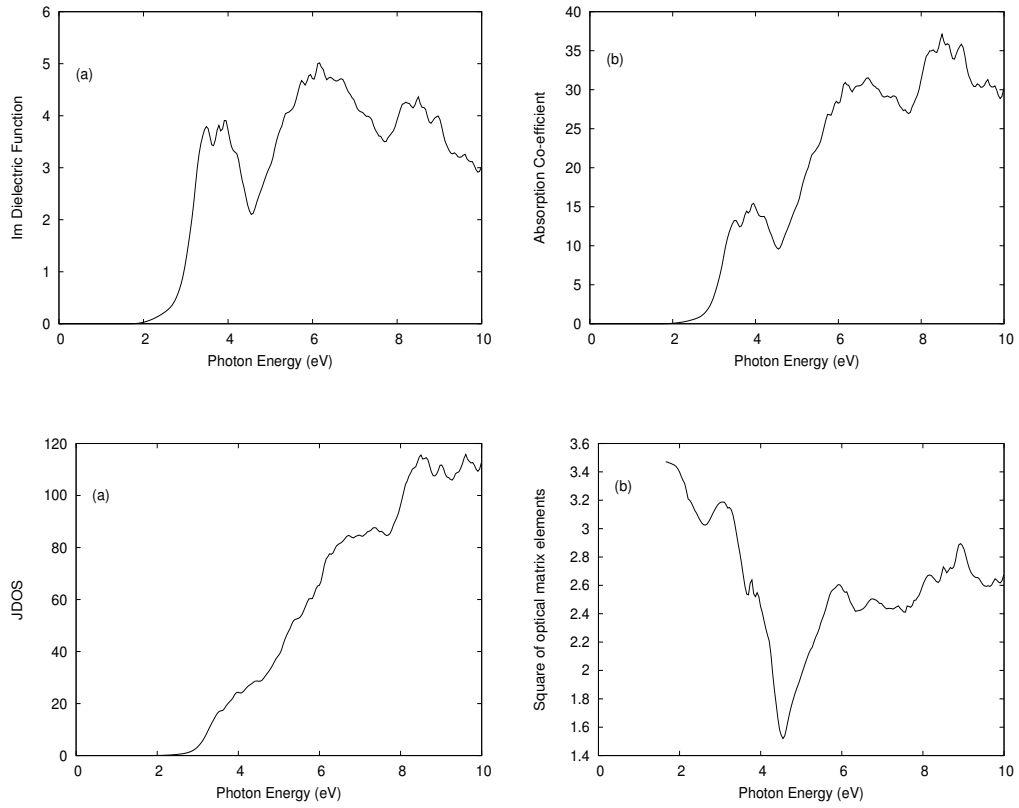 (a)
Im Dielectric Function
6
5
4
3
2
1
0
0 2 4 6 8 10
Photon Energy (eV)
(b)
Absorption Co-efficient
40
35
30
25
20
15
10
5
0
0 2 4 6 8 10
Photon Energy (eV)
(a)
JDOS
120
100
80
60
40
20
0
0 2 4 6 8 10
Photon Energy (eV)
(b)
Square of optical matrix elements
3.6
3.4
3.2
3
2.8
2.6
2.4
2.2
2
1.8
1.6
1.4
0 2 4 6 8 10
Photon Energy (eV)